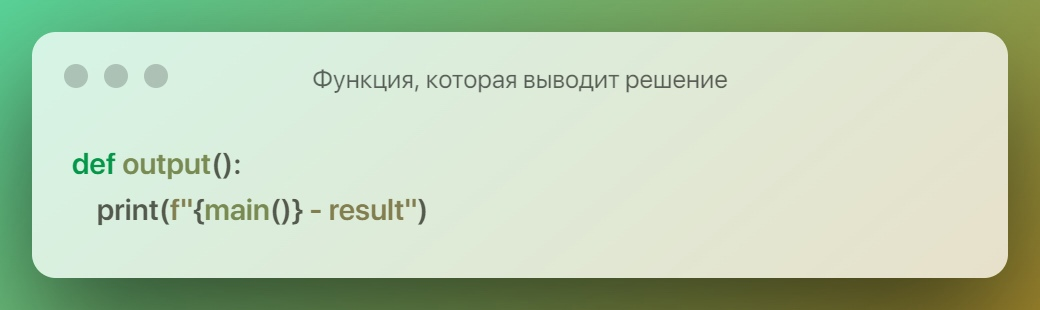 Функция, которая выводит решение
def output():
    print(f"{main()} - result")